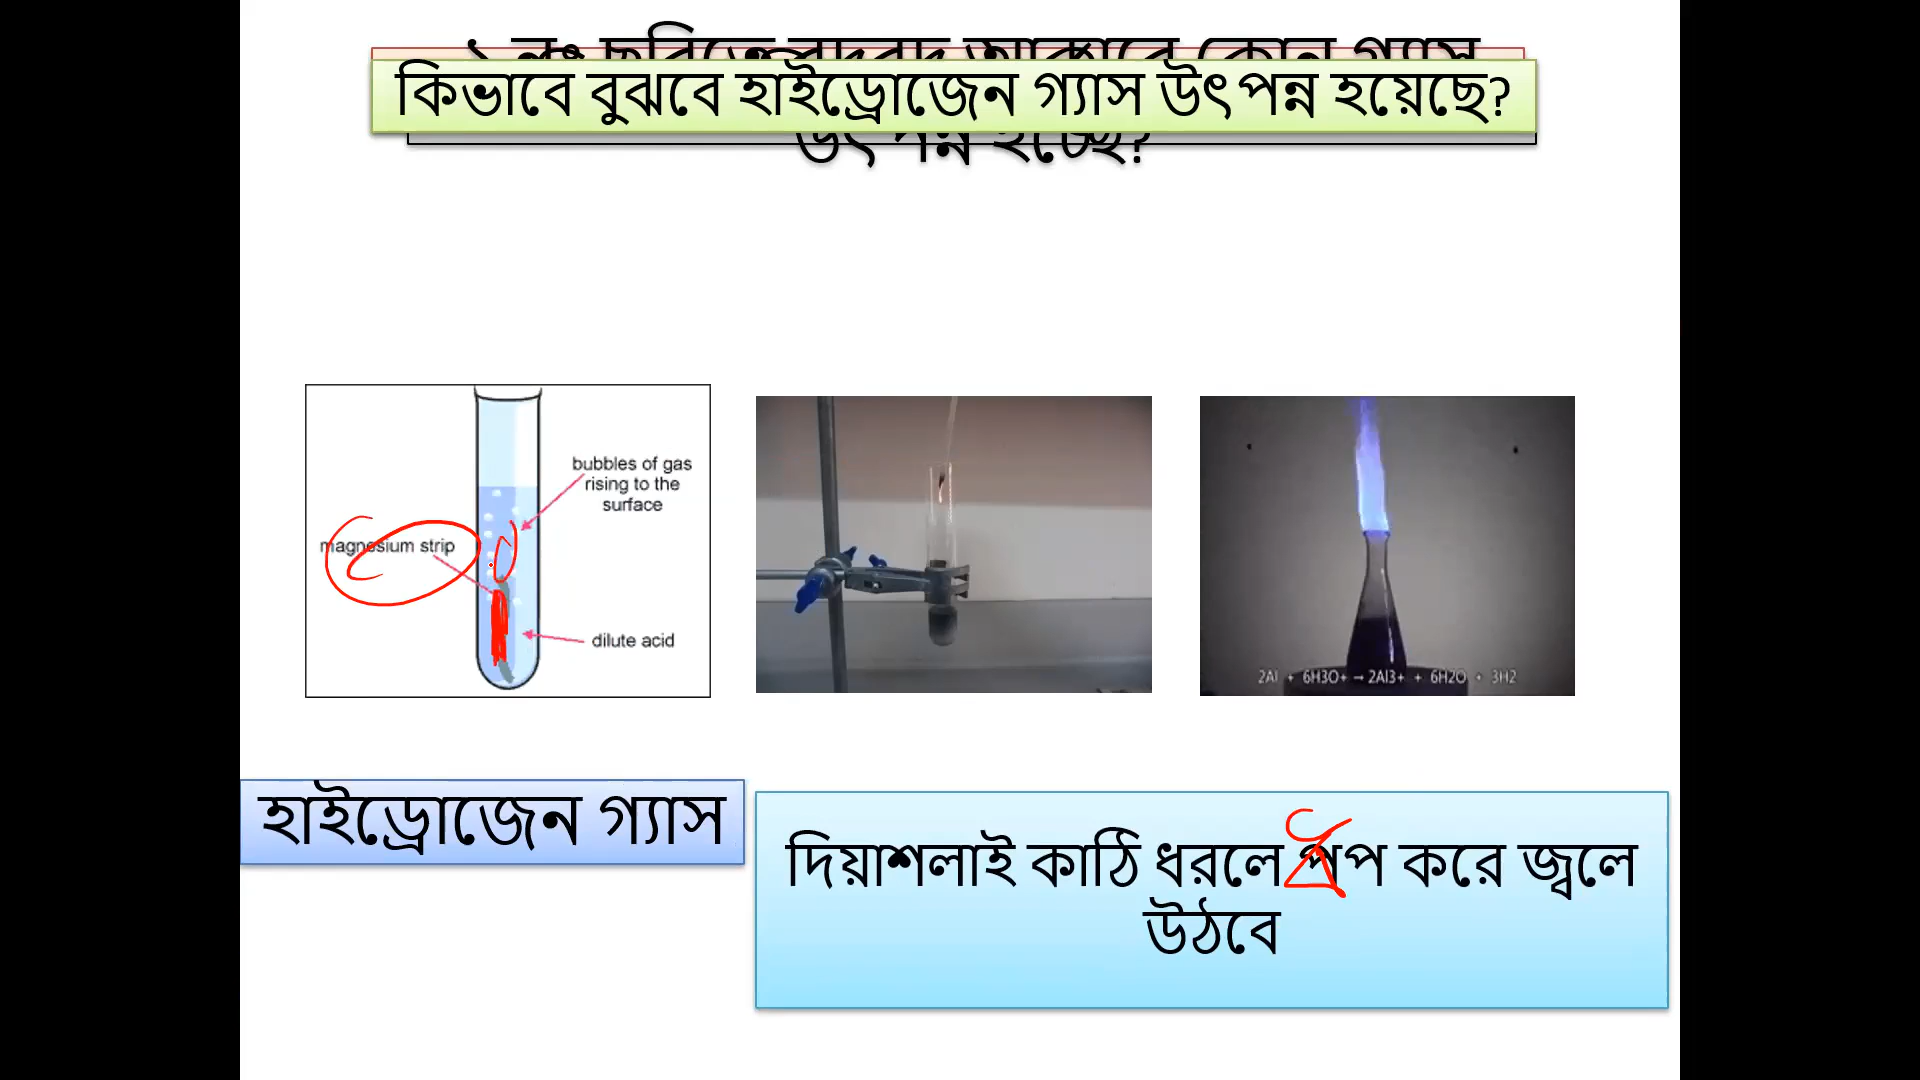 কিভাবে বুঝবে হাইড্রোজেন গ্যাস উৎপন্ন হয়েছে?
bubbles of gas
rising to the
surface
magnesium strip
dilute acid
2Al + 6H3O+ → 2Al3+ + 6H2O + 3H2
হাইড্রোজেন গ্যাস
দিয়াশলাই কাঠি ধরলে পপ করে জ্বলে
উঠবে